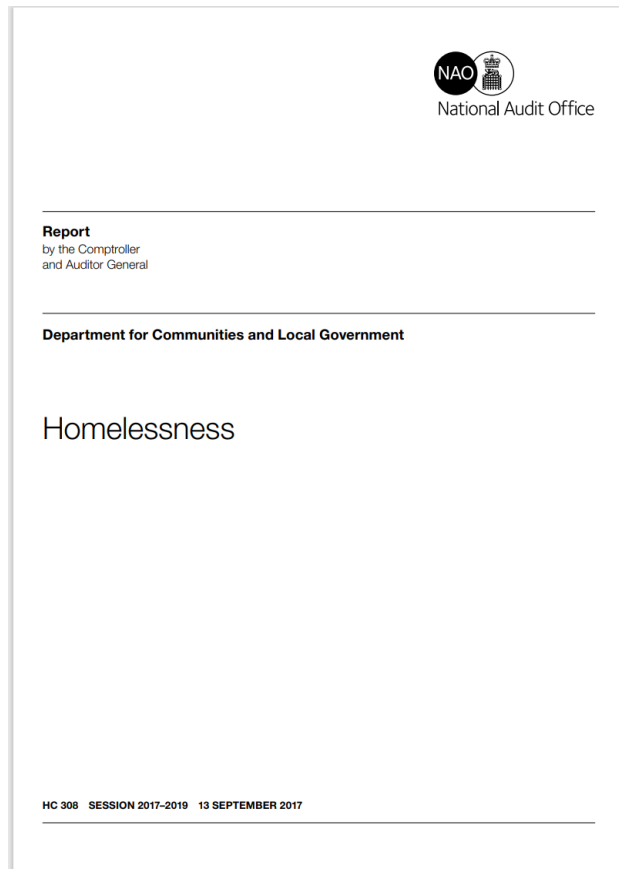 NAO
National Audit Office
Report
by the Comptroller
and Auditor General
Department for Communities and Local Government
Homelessness
HC 308 SESSION 2017–2019 13 SEPTEMBER 2017